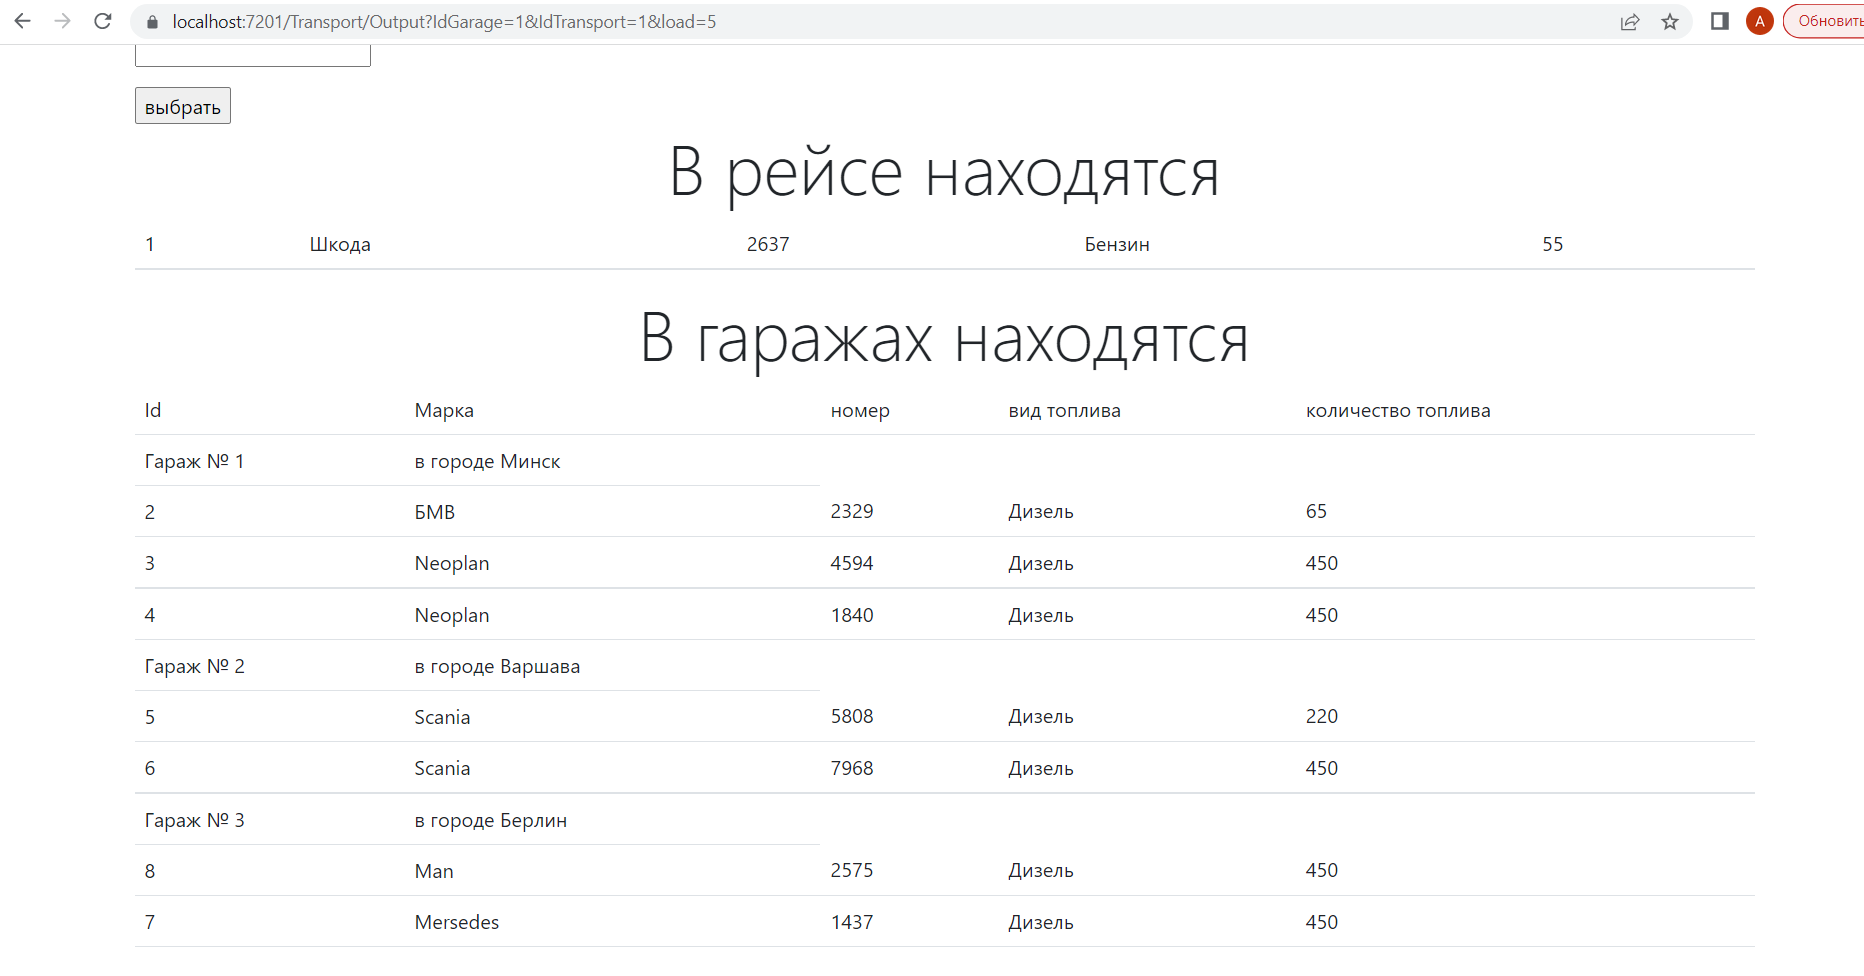 localhost:7201/Transport/Output?IdGarage=1&IdTransport=1&load=5 А Обновить
выбрать
В рейсе находятся
1 Шкода 2637 Бензин 55
В гаражах находятся
Id Марка номер вид топлива количество топлива
Гараж № 1 в городе Минск
2 БМВ 2329 Дизель 65
3 Neoplan 4594 Дизель 450
4 Neoplan 1840 Дизель 450
Гараж № 2 в городе Варшава
5 Scania 5808 Дизель 220
6 Scania 7968 Дизель 450
Гараж № 3 в городе Берлин
8 Man 2575 Дизель 450
7 Mersedes 1437 Дизель 450